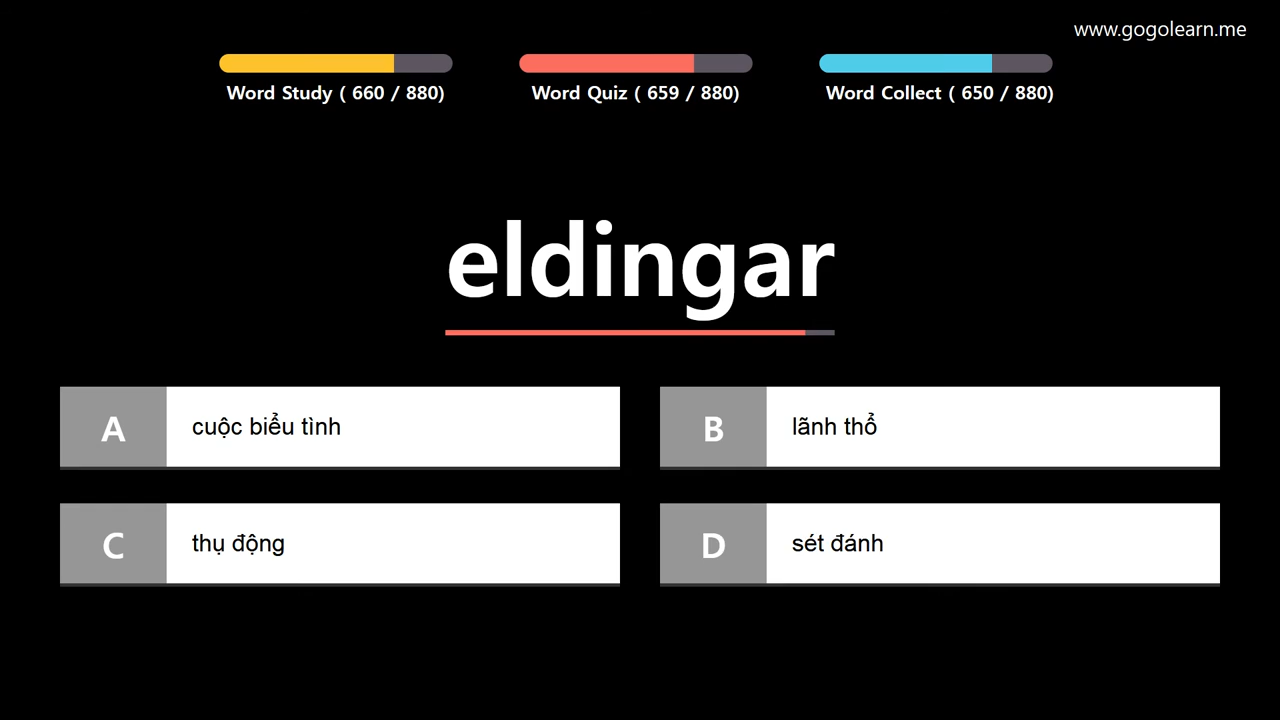 www.gogolearn.me
Word Study ( 660 / 880)
Word Quiz ( 659 / 880)
Word Collect ( 650 / 880)
eldingar
A cuộc biểu tình
B lãnh thổ
C thụ động
D sét đánh